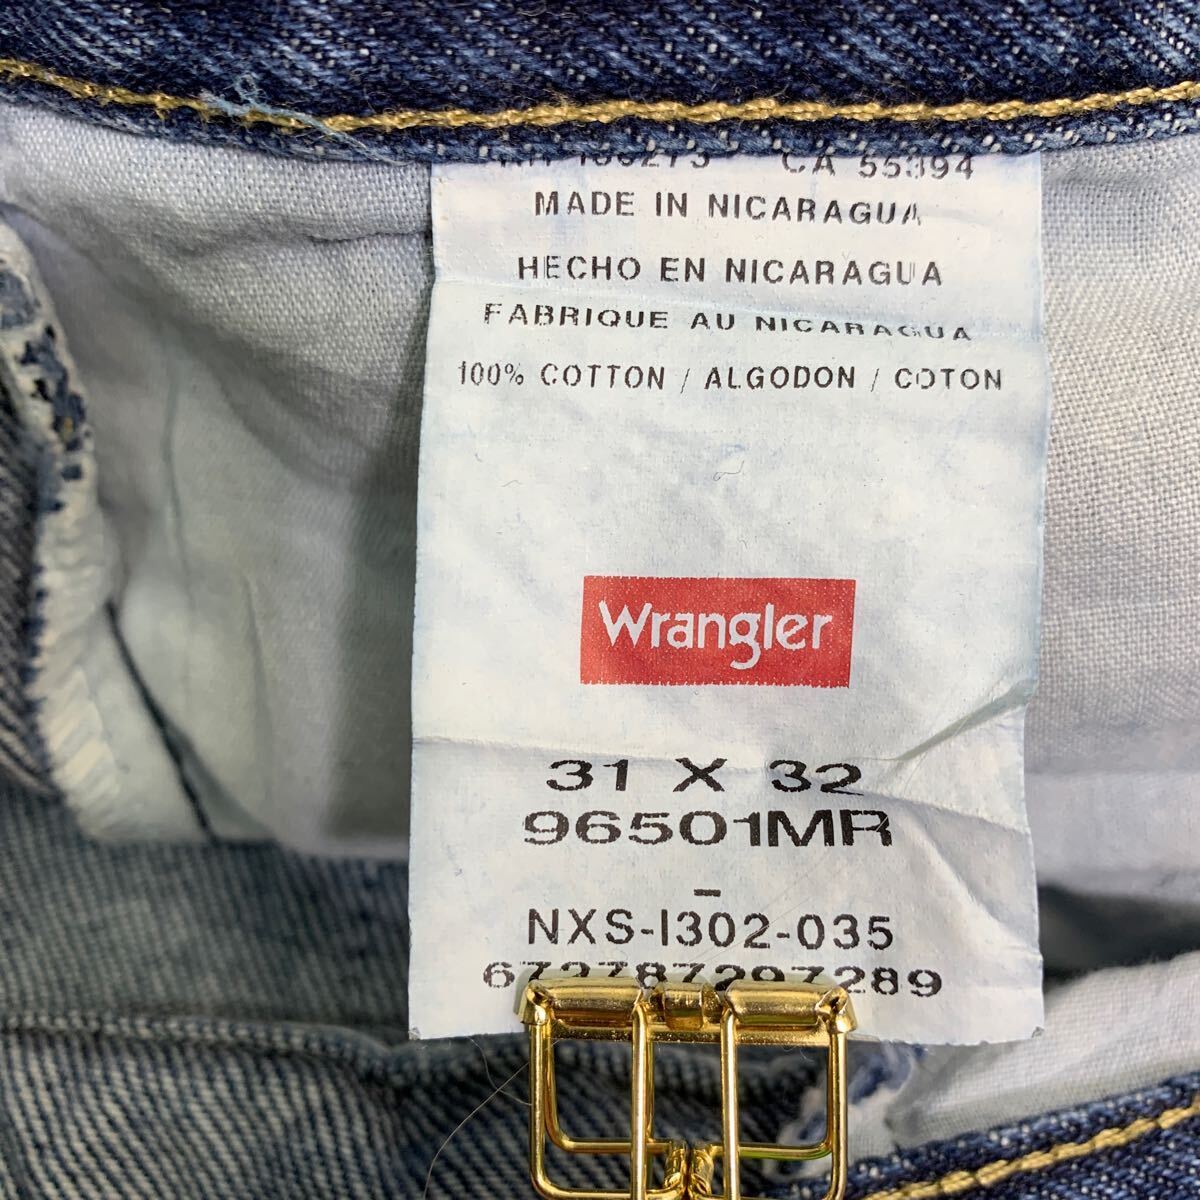 CA 55394
MADE IN NICARAGUA
HECHO EN NICARAGUA
FABRIQUE AU NICARAGUA
100% COTTON / ALGODON / COTON
Wrangler
31 X 32
96501MR
-
NXS-I302-035
672787297289